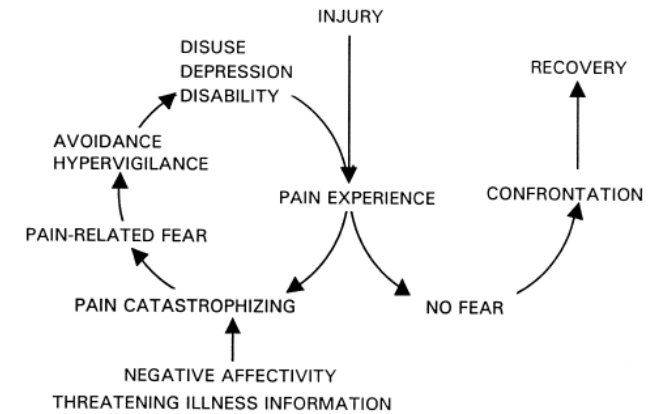 INJURY
DISUSE
DEPRESSION
DISABILITY
RECOVERY
AVOIDANCE
HYPERVIGILANCE
PAIN EXPERIENCE
CONFRONTATION
PAIN-RELATED FEAR
PAIN CATASTROPHIZING
NO FEAR
NEGATIVE AFFECTIVITY
THREATENING ILLNESS INFORMATION